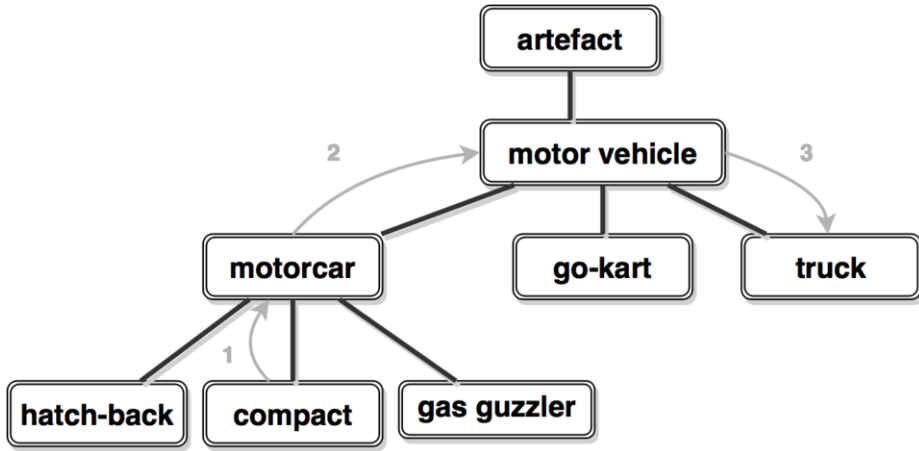 artefact
2
motor vehicle
3
motorcar
go-kart
truck
1
hatch-back
compact
gas guzzler